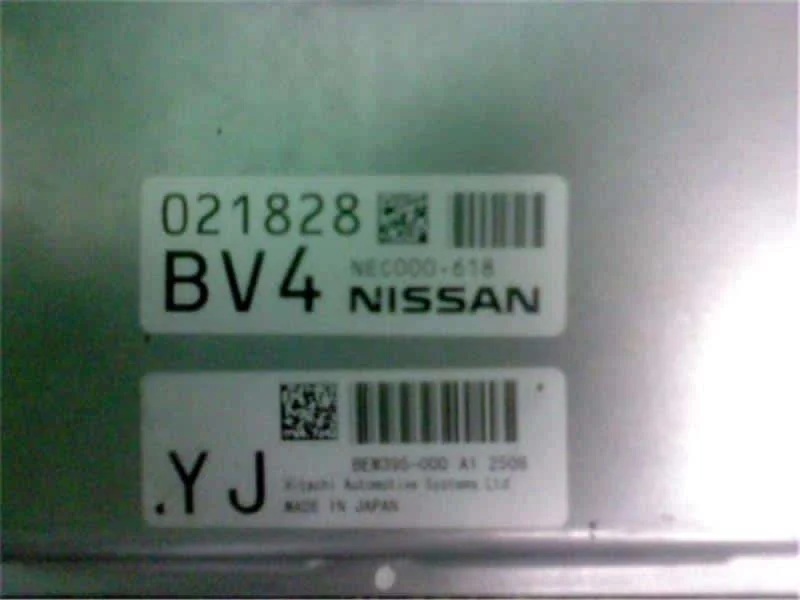 021828
BV4
NEC000-618
NISSAN
.YJ
BEM395-000 A1 2508
Hitachi Automotive Systems Ltd
MADE IN JAPAN